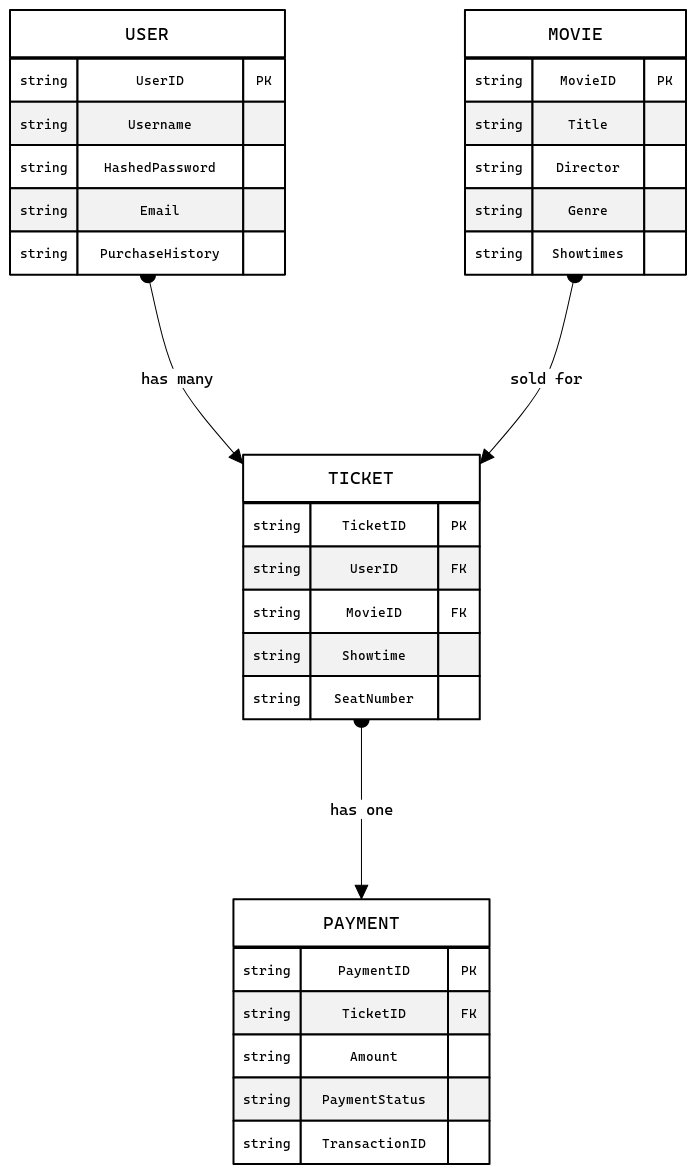 USER
string UserID PK
string Username
string HashedPassword
string Email
string PurchaseHistory
MOVIE
string MovieID PK
string Title
string Director
string Genre
string Showtimes
has many
sold for
TICKET
string TicketID PK
string UserID FK
string MovieID FK
string Showtime
string SeatNumber
has one
PAYMENT
string PaymentID PK
string TicketID FK
string Amount
string PaymentStatus
string TransactionID